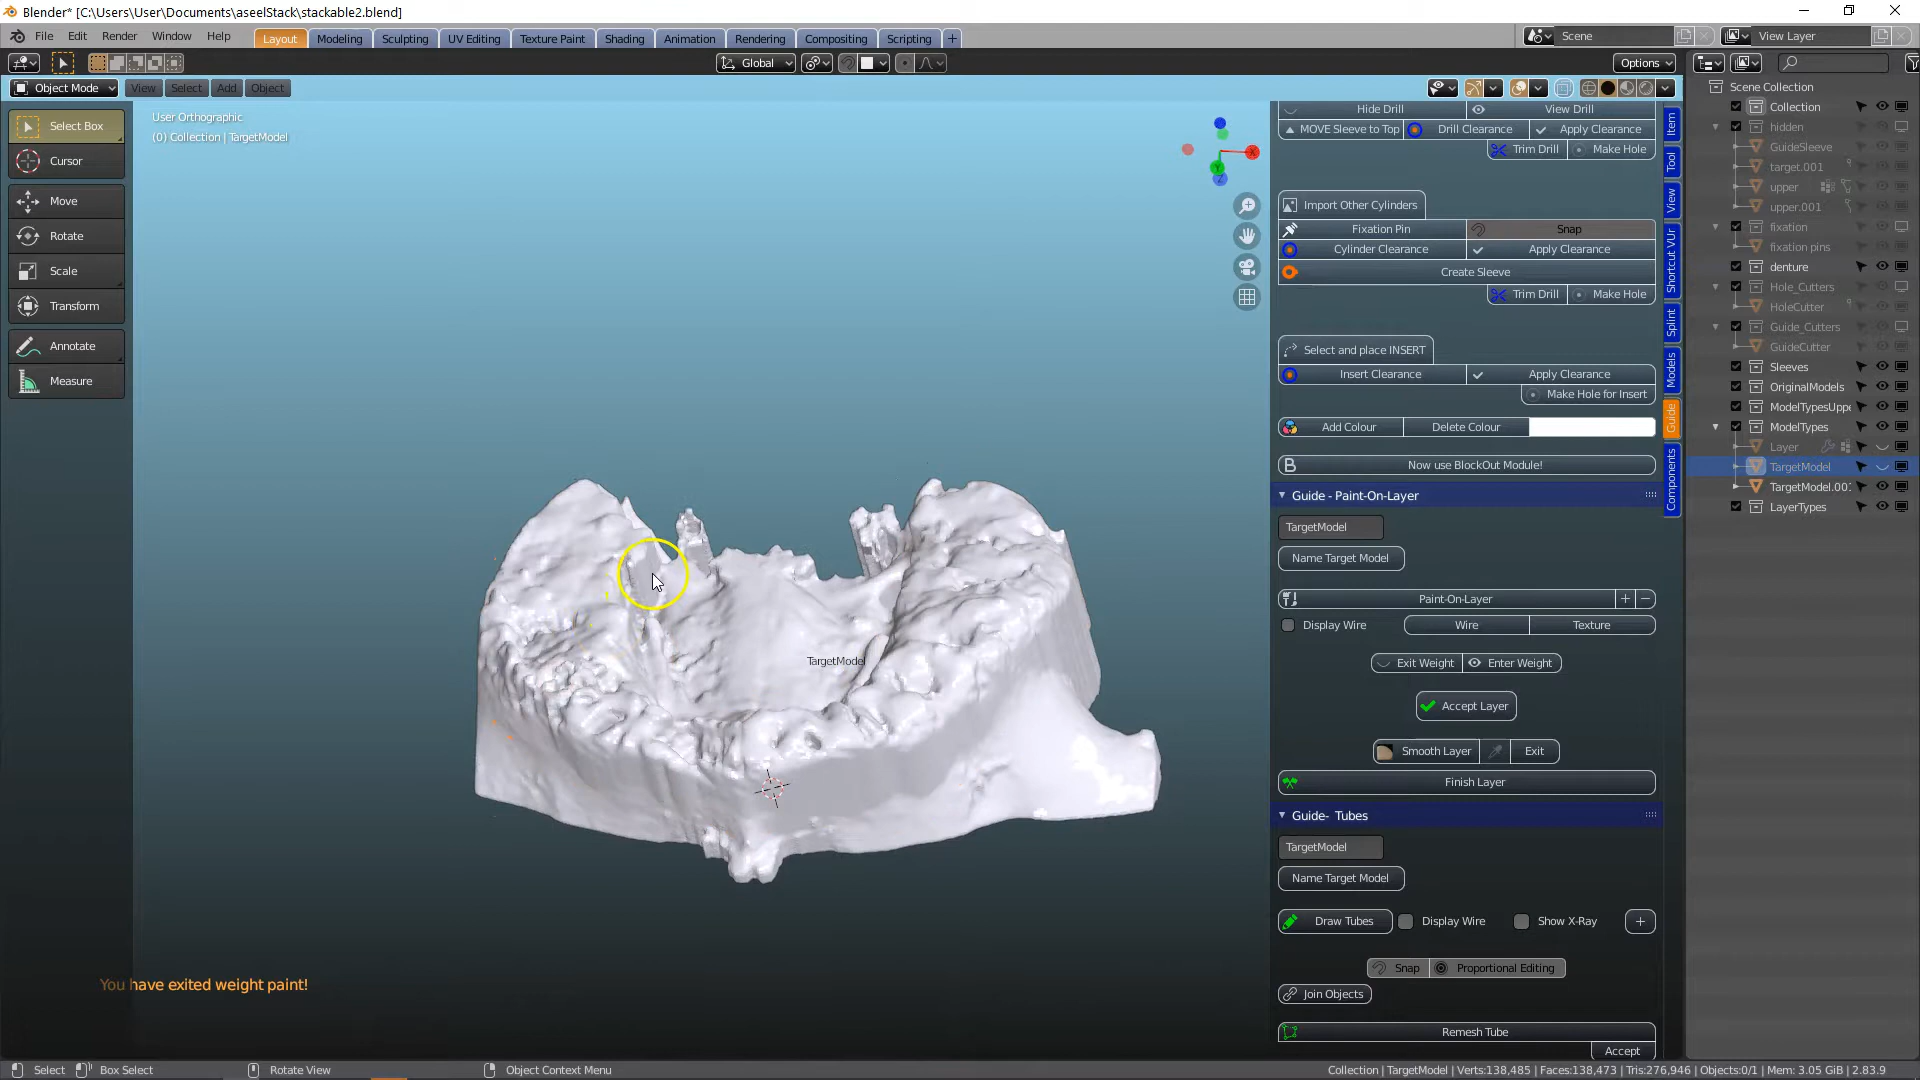 Blender* [C:\Users\User\Documents\aseelStack\stackable2.blend]
File Edit Render Window Help Layout Modeling Sculpting UV Editing Texture Paint Shading Animation Rendering Compositing Scripting + Scene View Layer
Global Options
Object Mode View Select Add Object
Select Box
Cursor
Move
Rotate
Scale
Transform
Annotate
Measure
User Orthographic
(0) Collection | TargetModel
X
Y
Z
TargetModel
You have exited weight paint!
Hide Drill View Drill
MOVE Sleeve to Top Drill Clearance Apply Clearance
Trim Drill Make Hole
Import Other Cylinders
Fixation Pin Snap
Cylinder Clearance Apply Clearance
Create Sleeve
Trim Drill Make Hole
Select and place INSERT
Insert Clearance Apply Clearance
Make Hole for Insert
Add Colour Delete Colour
Now use BlockOut Module!
Guide - Paint-On-Layer
TargetModel
Name Target Model
Paint-On-Layer + −
Display Wire Wire Texture
Exit Weight Enter Weight
Accept Layer
Smooth Layer Exit
Finish Layer
Guide- Tubes
TargetModel
Name Target Model
Draw Tubes Display Wire Show X-Ray +
Snap Proportional Editing
Join Objects
Remesh Tube
Accept
Item
Tool
View
Shortcut VUr
Splint
Models
Guide
Components
Scene Collection
Collection
hidden
GuideSleeve
target.001
upper
upper.001
fixation
fixation pins
denture
Hole_Cutters
HoleCutter
Guide_Cutters
GuideCutter
Sleeves
OriginalModels
ModelTypesUppe
ModelTypes
Layer
TargetModel
TargetModel.00
LayerTypes
Select Box Select Rotate View Object Context Menu Collection | TargetModel Verts:138,485 | Faces:138,473 | Tris:276,946 | Objects:0/1 | Mem: 3.05 GiB | 2.83.9